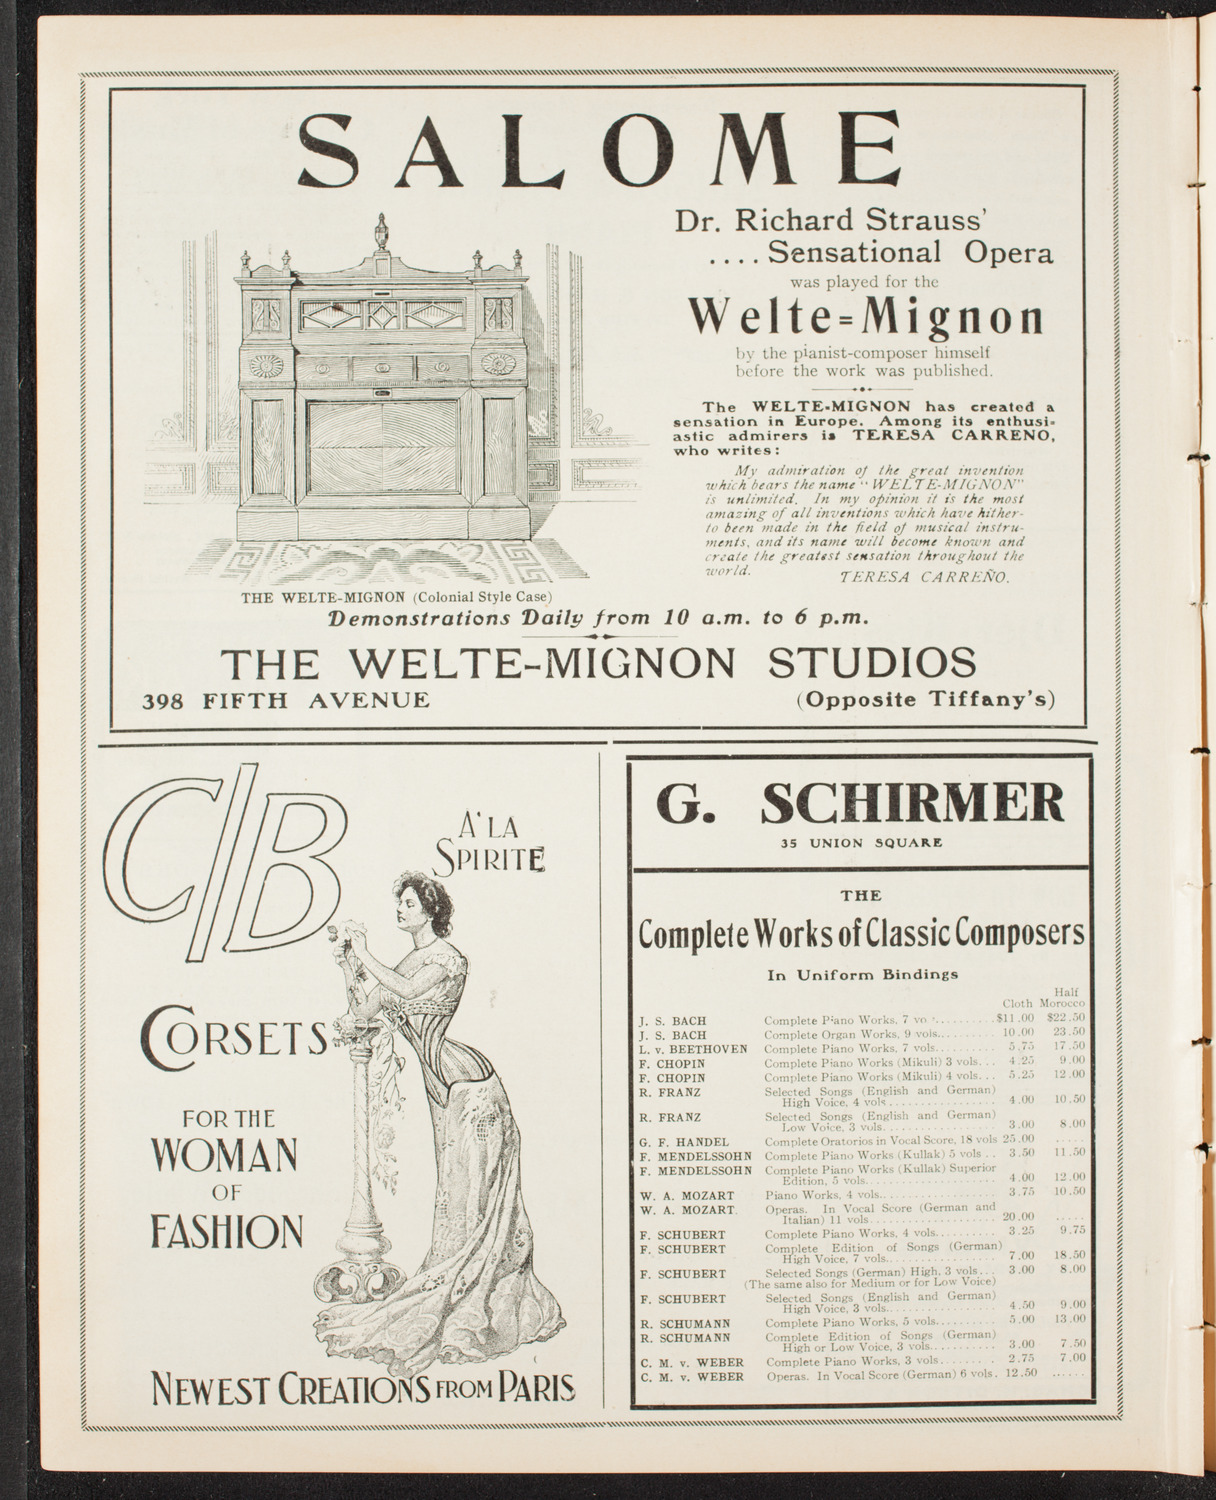 SALOME
Dr. Richard Strauss'
....Sensational Opera
was played for the
Welte=Mignon
by the pianist-composer himself
before the work was published.
The WELTE-MIGNON has created a
sensation in Europe. Among its enthusi-
astic admirers is TERESA CARRENO,
who writes:
My admiration of the great invention
which bears the name "WELTE-MIGNON"
is unlimited. In my opinion it is the most
amazing of all inventions which have hither-
to been made in the field of musical instru-
ments, and its name will become known and
create the greatest sensation throughout the
world.
TERESA CARREÑO.
THE WELTE-MIGNON (Colonial Style Case)
Demonstrations Daily from 10 a.m. to 6 p.m.
THE WELTE-MIGNON STUDIOS
398 FIFTH AVENUE (Opposite Tiffany's)
C/B
A' LA
SPIRITE
CORSETS
FOR THE
WOMAN
OF
FASHION
NEWEST CREATIONS FROM PARIS
G. SCHIRMER
35 UNION SQUARE
THE
Complete Works of Classic Composers
In Uniform Bindings
Half
Cloth Morocco
J. S. BACH Complete Piano Works, 7 vo ..........$11.00 $22.50
J. S. BACH Complete Organ Works, 9 vols......... 10.00 23.50
L. v. BEETHOVEN Complete Piano Works, 7 vols......... 5.75 17.50
F. CHOPIN Complete Piano Works (Mikuli) 3 vols... 4.25 9.00
F. CHOPIN Complete Piano Works (Mikuli) 4 vols... 5.25 12.00
R. FRANZ Selected Songs (English and German)
High Voice, 4 vols................. 4.00 10.50
R. FRANZ Selected Songs (English and German)
Low Voice, 3 vols................. 3.00 8.00
G. F. HANDEL Complete Oratorios in Vocal Score, 18 vols 25.00 .....
F. MENDELSSOHN Complete Piano Works (Kullak) 5 vols .. 3.50 11.50
F. MENDELSSOHN Complete Piano Works (Kullak) Superior
Edition, 5 vols................... 4.00 12.00
W. A. MOZART Piano Works, 4 vols................. 3.75 10.50
W. A. MOZART. Operas. In Vocal Score (German and
Italian) 11 vols................... 20.00 .....
F. SCHUBERT Complete Piano Works, 4 vols......... 3.25 9.75
F. SCHUBERT Complete Edition of Songs (German)
High Voice, 7 vols................. 7.00 18.50
F. SCHUBERT Selected Songs (German) High, 3 vols... 3.00 8.00
(The same also for Medium or for Low Voice)
F. SCHUBERT Selected Songs (English and German)
High Voice, 3 vols................. 4.50 9.00
R. SCHUMANN Complete Piano Works, 5 vols......... 5.00 13.00
R. SCHUMANN Complete Edition of Songs (German)
High or Low Voice, 3 vols........... 3.00 7.50
C. M. v. WEBER Complete Piano Works, 3 vols......... 2.75 7.00
C. M. v. WEBER Operas. In Vocal Score (German) 6 vols. 12.50 ......